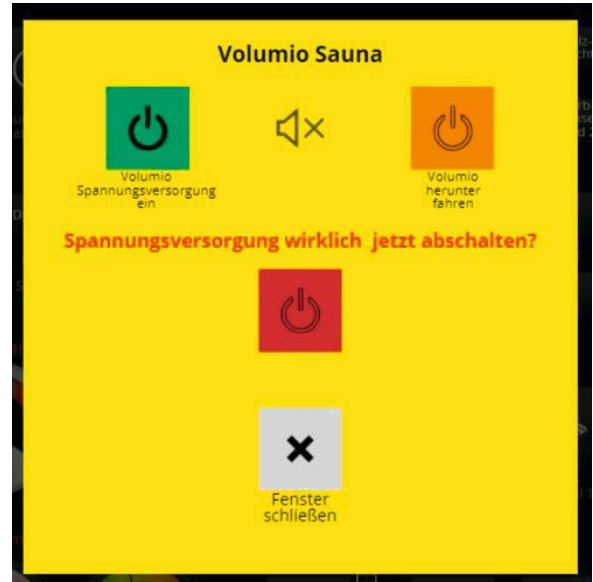 Volumio Sauna
Volumio
Spannungsversorgung
ein
Volumio
herunter
fahren
Spannungsversorgung wirklich jetzt abschalten?
Fenster
schließen